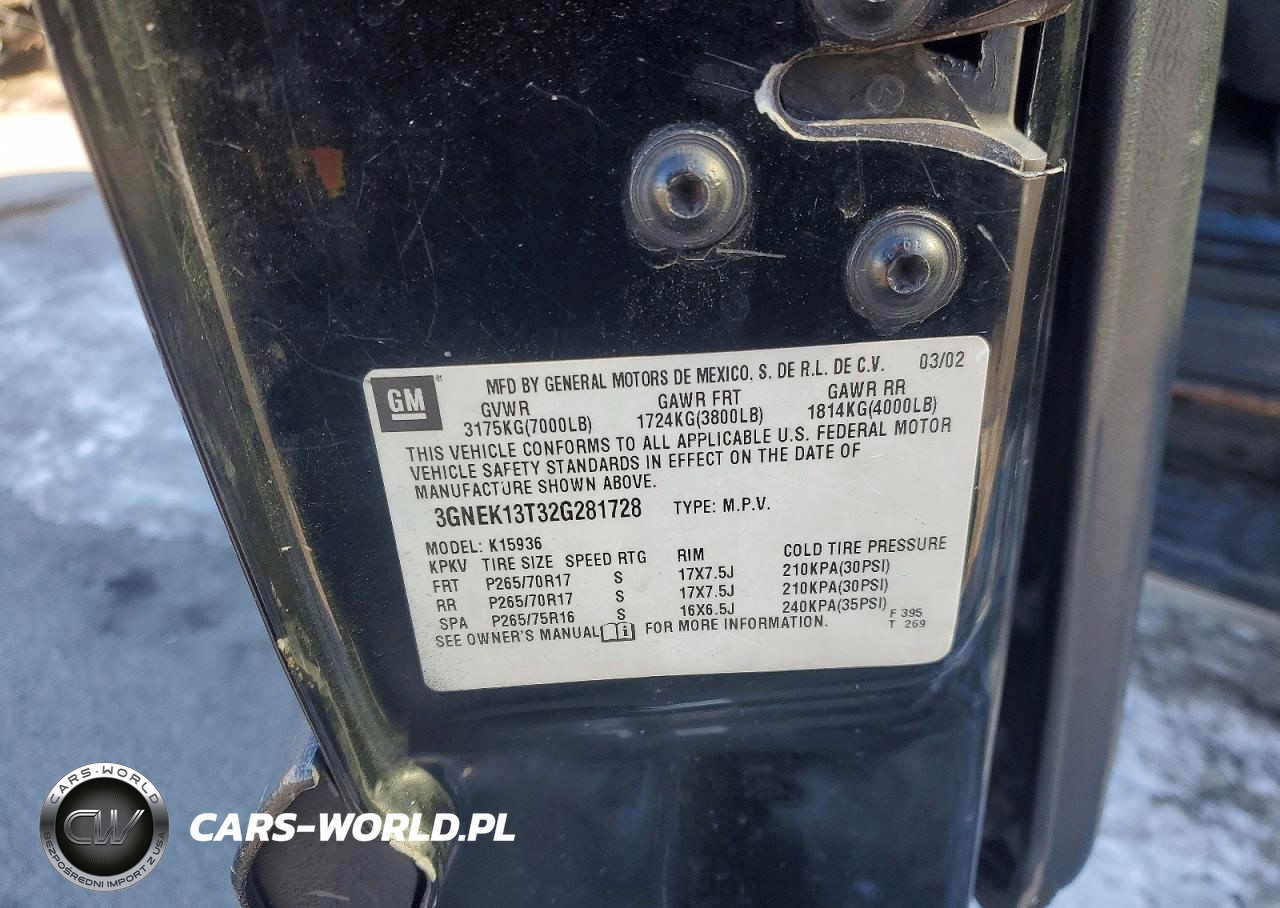 GM
MFD BY GENERAL MOTORS DE MEXICO, S. DE R.L. DE C.V. 03/02
GVWR GAWR FRT GAWR RR
3175KG(7000LB) 1724KG(3800LB) 1814KG(4000LB)
THIS VEHICLE CONFORMS TO ALL APPLICABLE U.S. FEDERAL MOTOR
VEHICLE SAFETY STANDARDS IN EFFECT ON THE DATE OF
MANUFACTURE SHOWN ABOVE.
3GNEK13T32G281728 TYPE: M.P.V.
MODEL: K15936
KPKV TIRE SIZE SPEED RTG RIM COLD TIRE PRESSURE
FRT P265/70R17 S 17X7.5J 210KPA(30PSI)
RR P265/70R17 S 17X7.5J 210KPA(30PSI)
SPA P265/75R16 S 16X6.5J 240KPA(35PSI)
SEE OWNER'S MANUAL FOR MORE INFORMATION.
F 395
T 269
CARS-WORLD
CW
BEZPOŚREDNI IMPORT Z USA
CARS-WORLD.PL